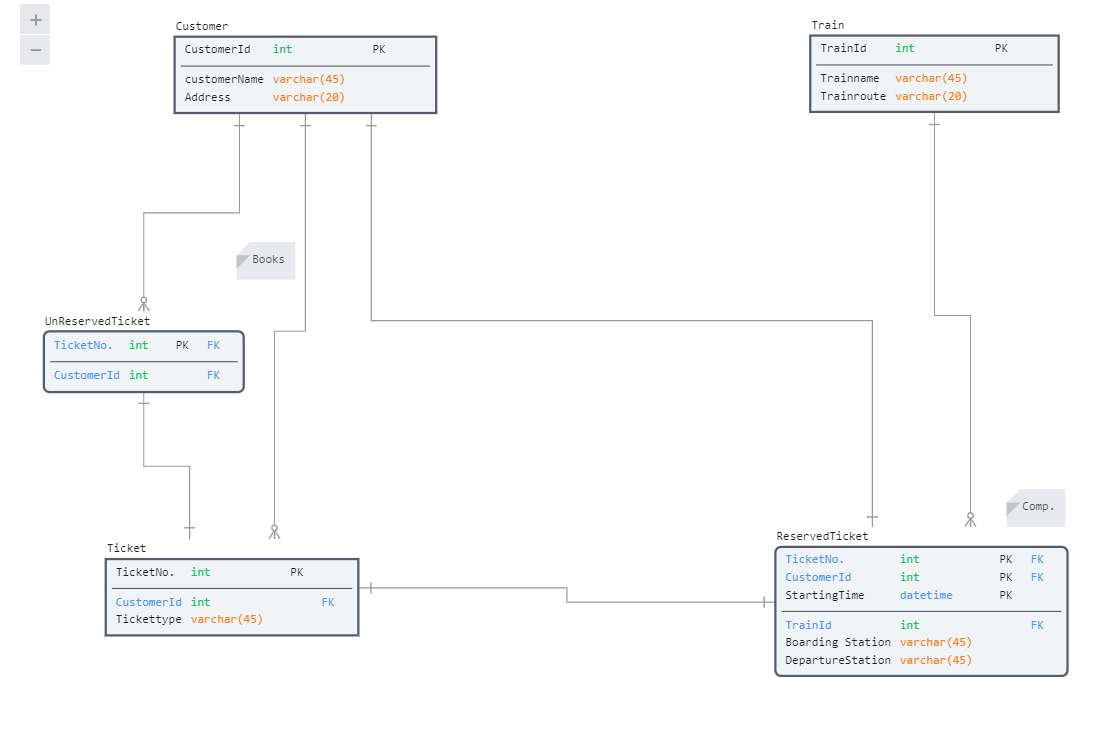 +
−
Customer
CustomerId int PK
customerName varchar(45)
Address varchar(20)
Train
TrainId int PK
Trainname varchar(45)
Trainroute varchar(20)
Books
UnReservedTicket
TicketNo. int PK FK
CustomerId int FK
Comp.
Ticket
TicketNo. int PK
CustomerId int FK
Tickettype varchar(45)
ReservedTicket
TicketNo. int PK FK
CustomerId int PK FK
StartingTime datetime PK
TrainId int FK
Boarding Station varchar(45)
DepartureStation varchar(45)